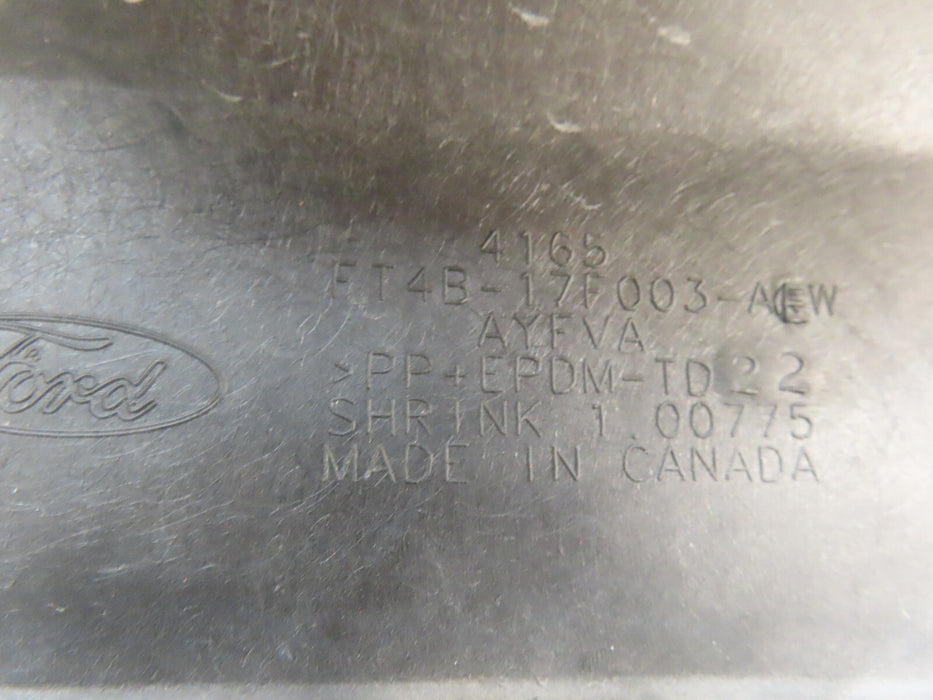 4165
FT4B-17F003-AEW
AYFVA
Ford
>PP+EPDM-TD22
SHRINK 1.00775
MADE IN CANADA